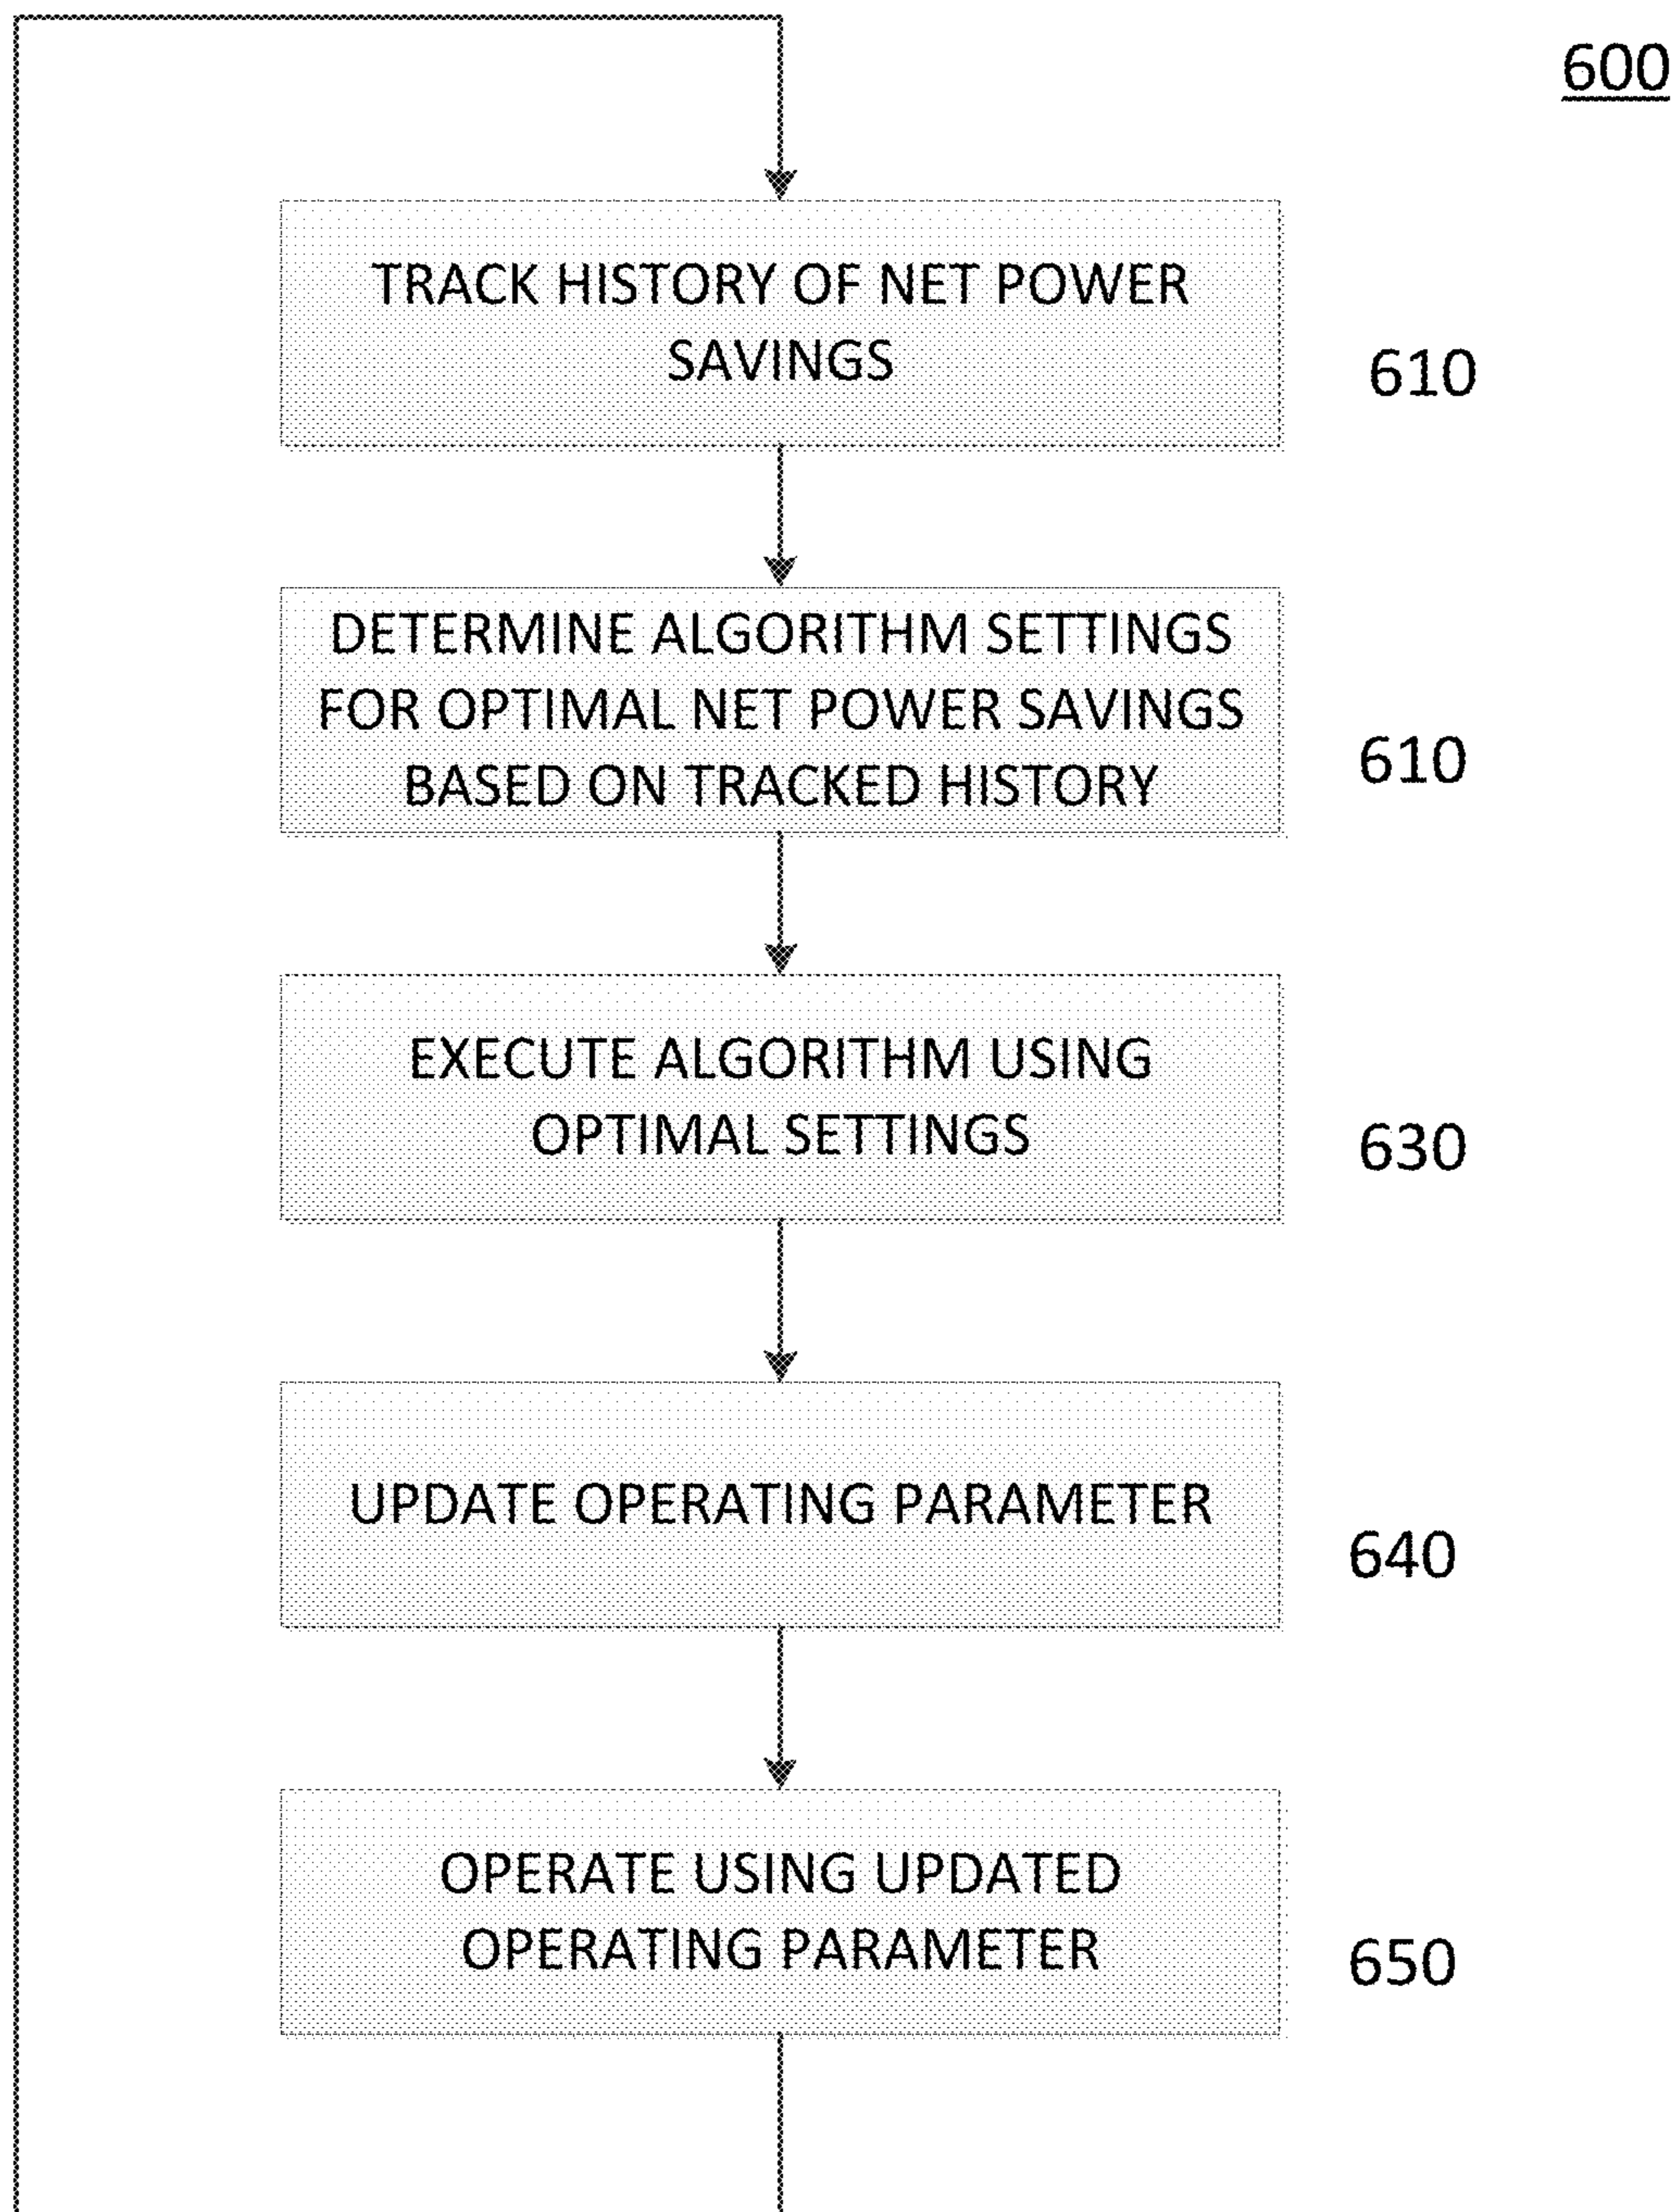 600
TRACK HISTORY OF NET POWER
SAVINGS
610
DETERMINE ALGORITHM SETTINGS
FOR OPTIMAL NET POWER SAVINGS
BASED ON TRACKED HISTORY
610
EXECUTE ALGORITHM USING
OPTIMAL SETTINGS
630
UPDATE OPERATING PARAMETER
640
OPERATE USING UPDATED
OPERATING PARAMETER
650